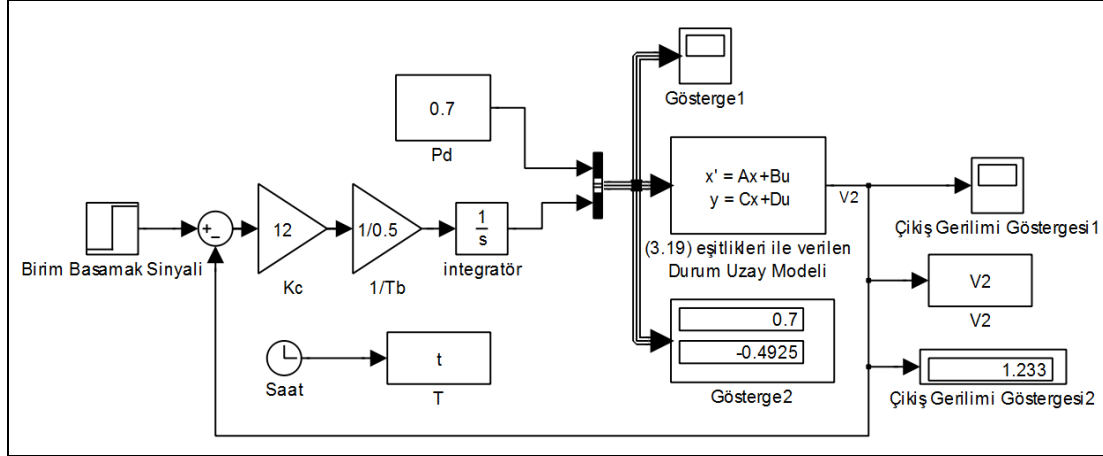 Gösterge1
0.7
Pd
x' = Ax+Bu
y = Cx+Du
V2
Çikiş Gerilimi Göstergesi1
(3.19) eşitlikleri ile verilen
Durum Uzay Modeli
Birim Basamak Sinyali
+
−
12
Kc
1/0.5
1/Tb
1
s
integratör
V2
V2
0.7
-0.4925
Gösterge2
1.233
Çikiş Gerilimi Göstergesi2
Saat
t
T